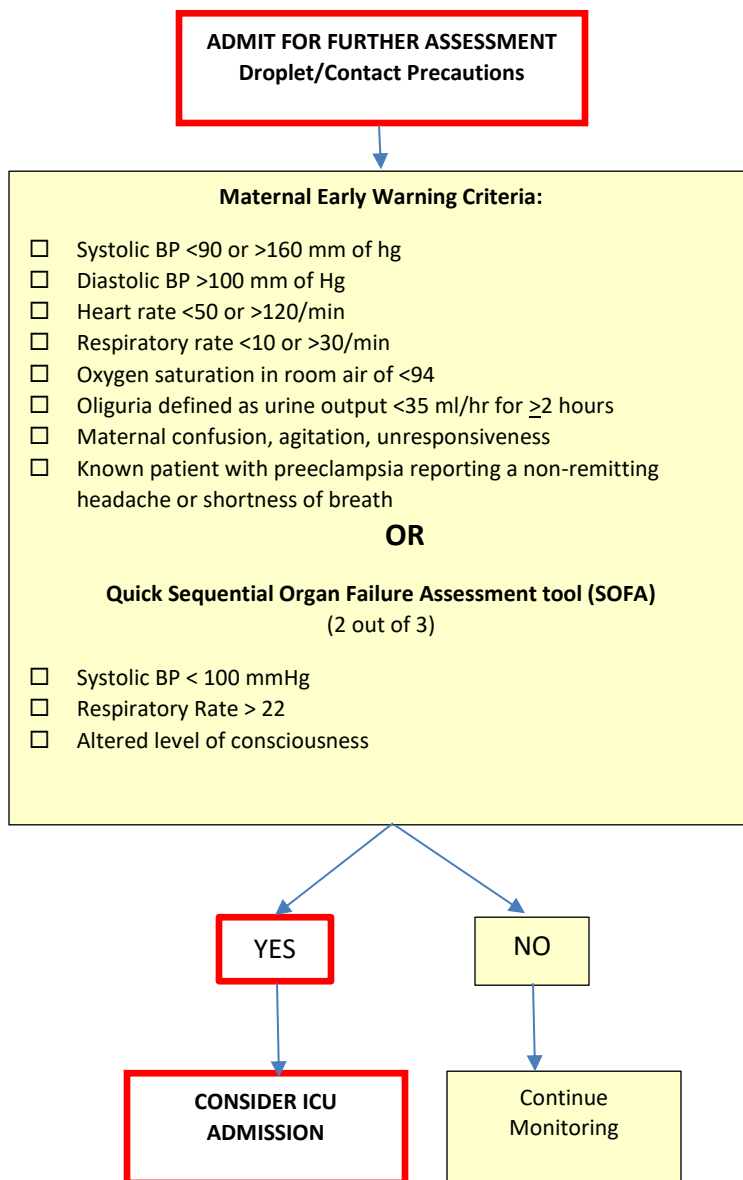 ADMIT FOR FURTHER ASSESSMENT
Droplet/Contact Precautions
Maternal Early Warning Criteria:
☐ Systolic BP <90 or >160 mm of hg
☐ Diastolic BP >100 mm of Hg
☐ Heart rate <50 or >120/min
☐ Respiratory rate <10 or >30/min
☐ Oxygen saturation in room air of <94
☐ Oliguria defined as urine output <35 ml/hr for >2 hours
☐ Maternal confusion, agitation, unresponsiveness
☐ Known patient with preeclampsia reporting a non-remitting
headache or shortness of breath
OR
Quick Sequential Organ Failure Assessment tool (SOFA)
(2 out of 3)
☐ Systolic BP < 100 mmHg
☐ Respiratory Rate > 22
☐ Altered level of consciousness
YES
NO
CONSIDER ICU
ADMISSION
Continue
Monitoring